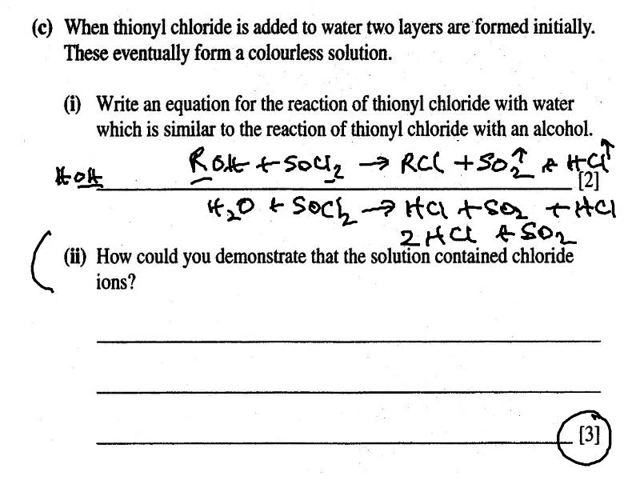 (c) When thionyl chloride is added to water two layers are formed initially.
These eventually form a colourless solution.
(i) Write an equation for the reaction of thionyl chloride with water
which is similar to the reaction of thionyl chloride with an alcohol.
ROH + SOCl₂ → RCl + SO₂↑ + HCl↑
HOH
[2]
H₂O + SOCl₂ → HCl + SO₂ + HCl
2HCl + SO₂
(ii) How could you demonstrate that the solution contained chloride
ions?
[3]